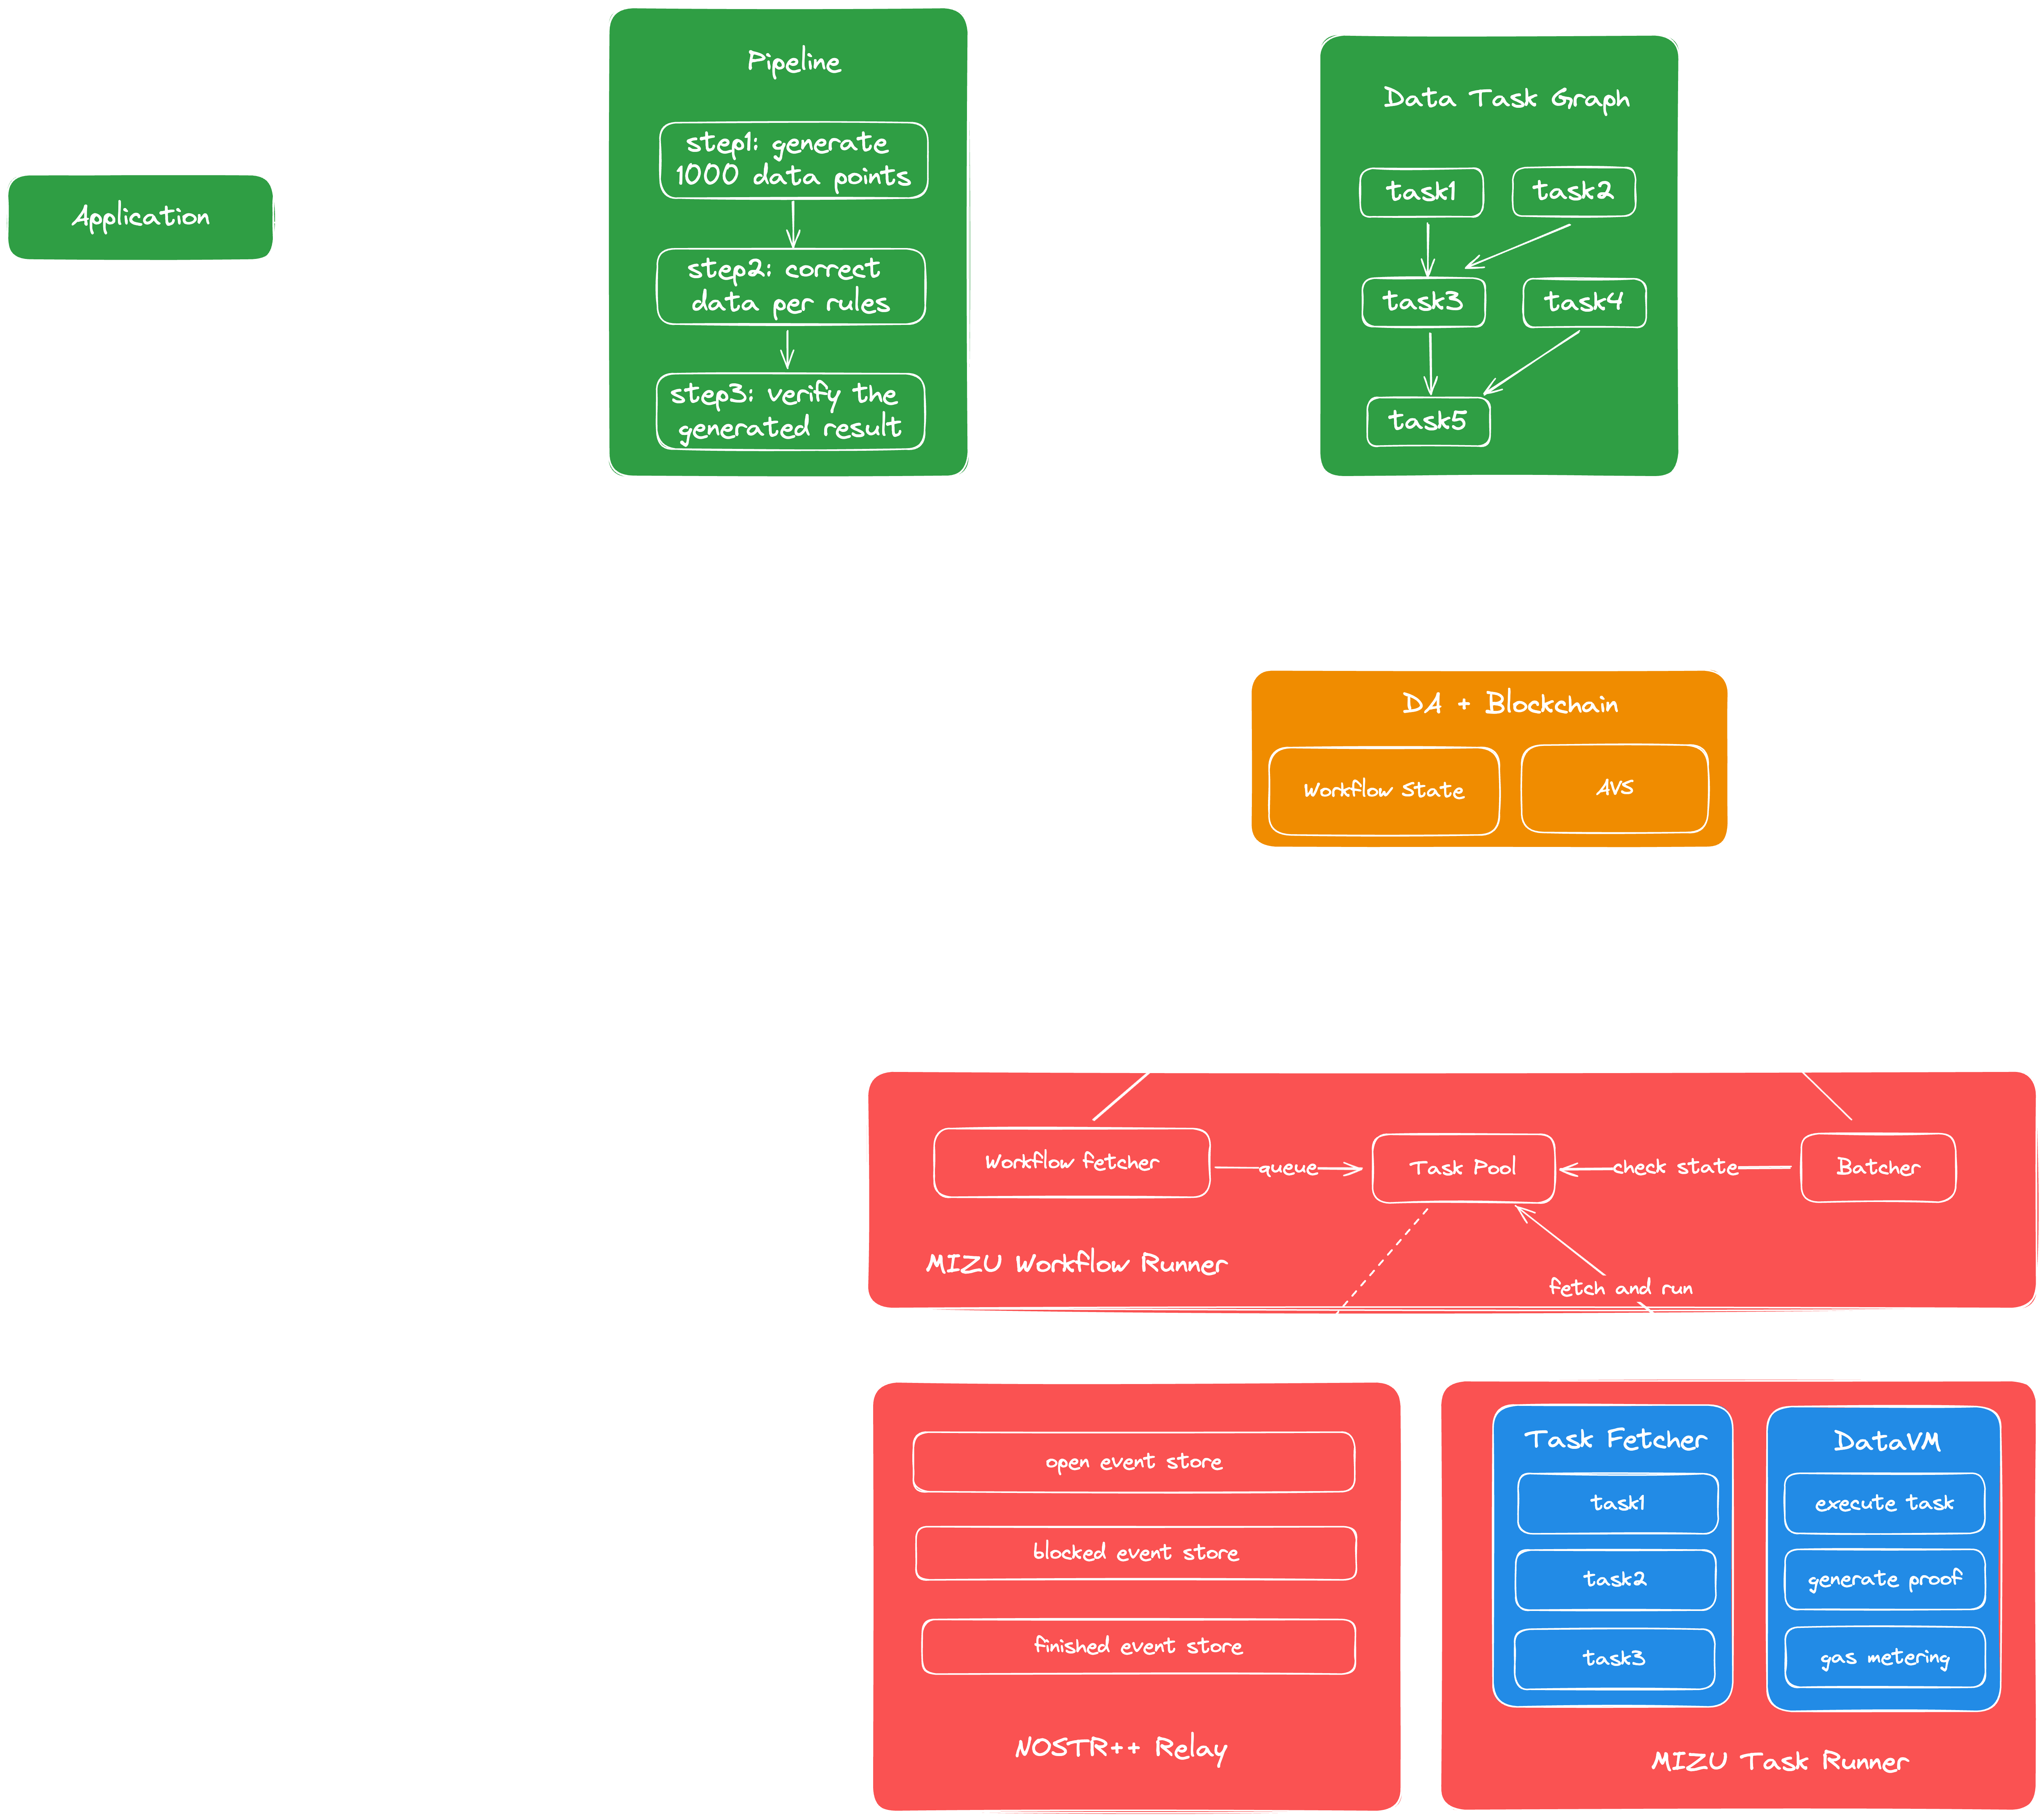 Application
Pipeline
step1: generate
1000 data points
step2: correct
data per rules
step3: verify the
generated result
Data Task Graph
task1
task2
task3
task4
task5
DA + Blockchain
Workflow State
AVS
Workflow fetcher
queue
Task Pool
check state
Batcher
MIZU Workflow Runner
fetch and run
open event store
blocked event store
finished event store
NOSTR++ Relay
Task Fetcher
task1
task2
task3
DataVM
execute task
generate proof
gas metering
MIZU Task Runner